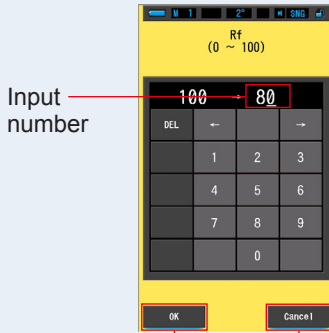 M 1 2° M SNG
Rf
(0 ~ 100)
Input
number
100 → 80
DEL ← →
1 2 3
4 5 6
7 8 9
0
OK Cancel